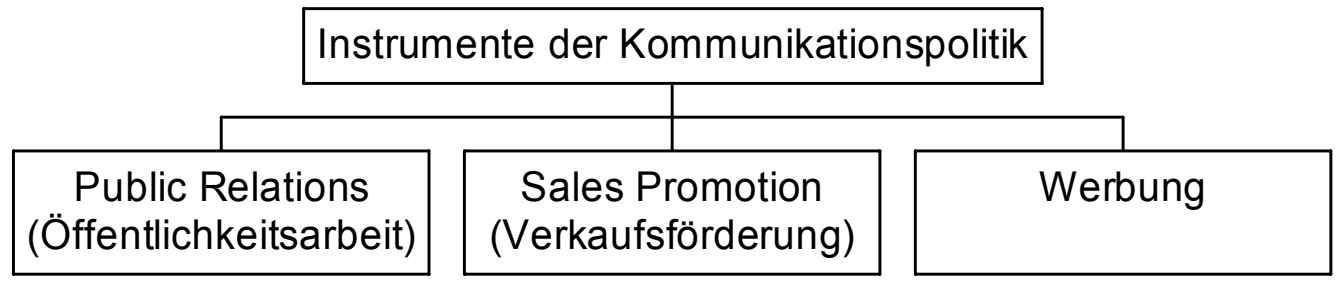 Instrumente der Kommunikationspolitik
Public Relations
(Öffentlichkeitsarbeit)
Sales Promotion
(Verkaufsförderung)
Werbung